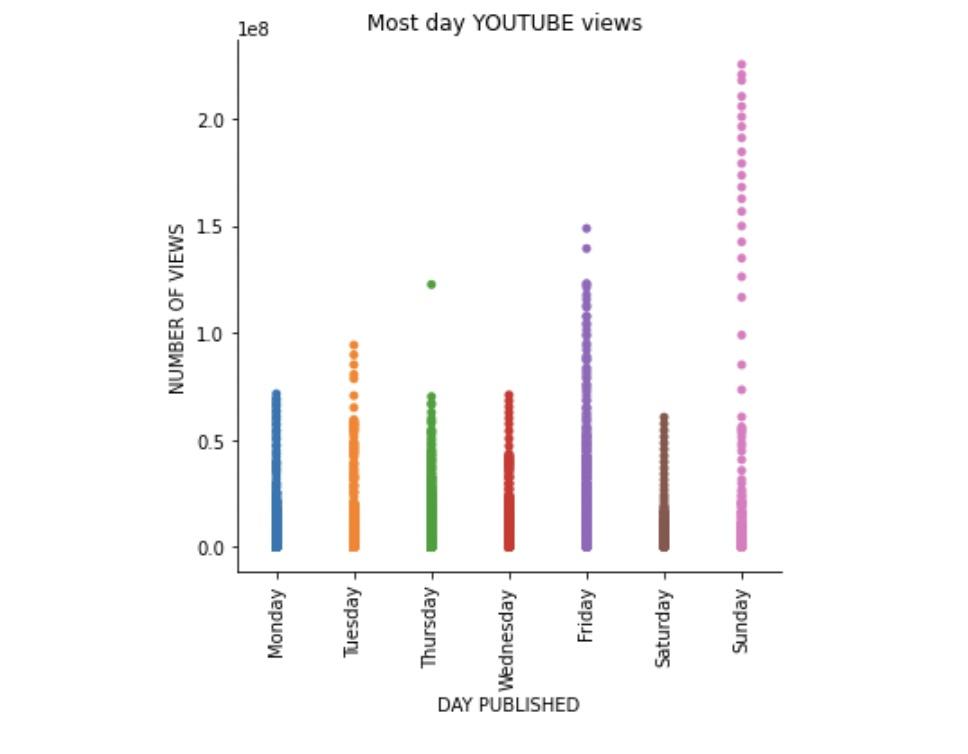 Most day YOUTUBE views
1e8
2.0
1.5
1.0
0.5
0.0
NUMBER OF VIEWS
Monday
Tuesday
Thursday
Wednesday
Friday
Saturday
Sunday
DAY PUBLISHED